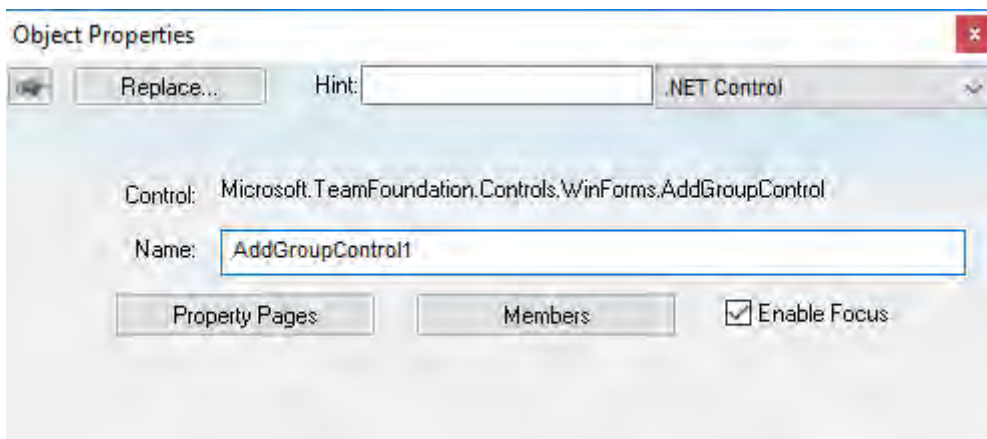 Object Properties
Replace... Hint: .NET Control
Control: Microsoft.TeamFoundation.Controls.WinForms.AddGroupControl
Name: AddGroupControl1
Property Pages Members Enable Focus